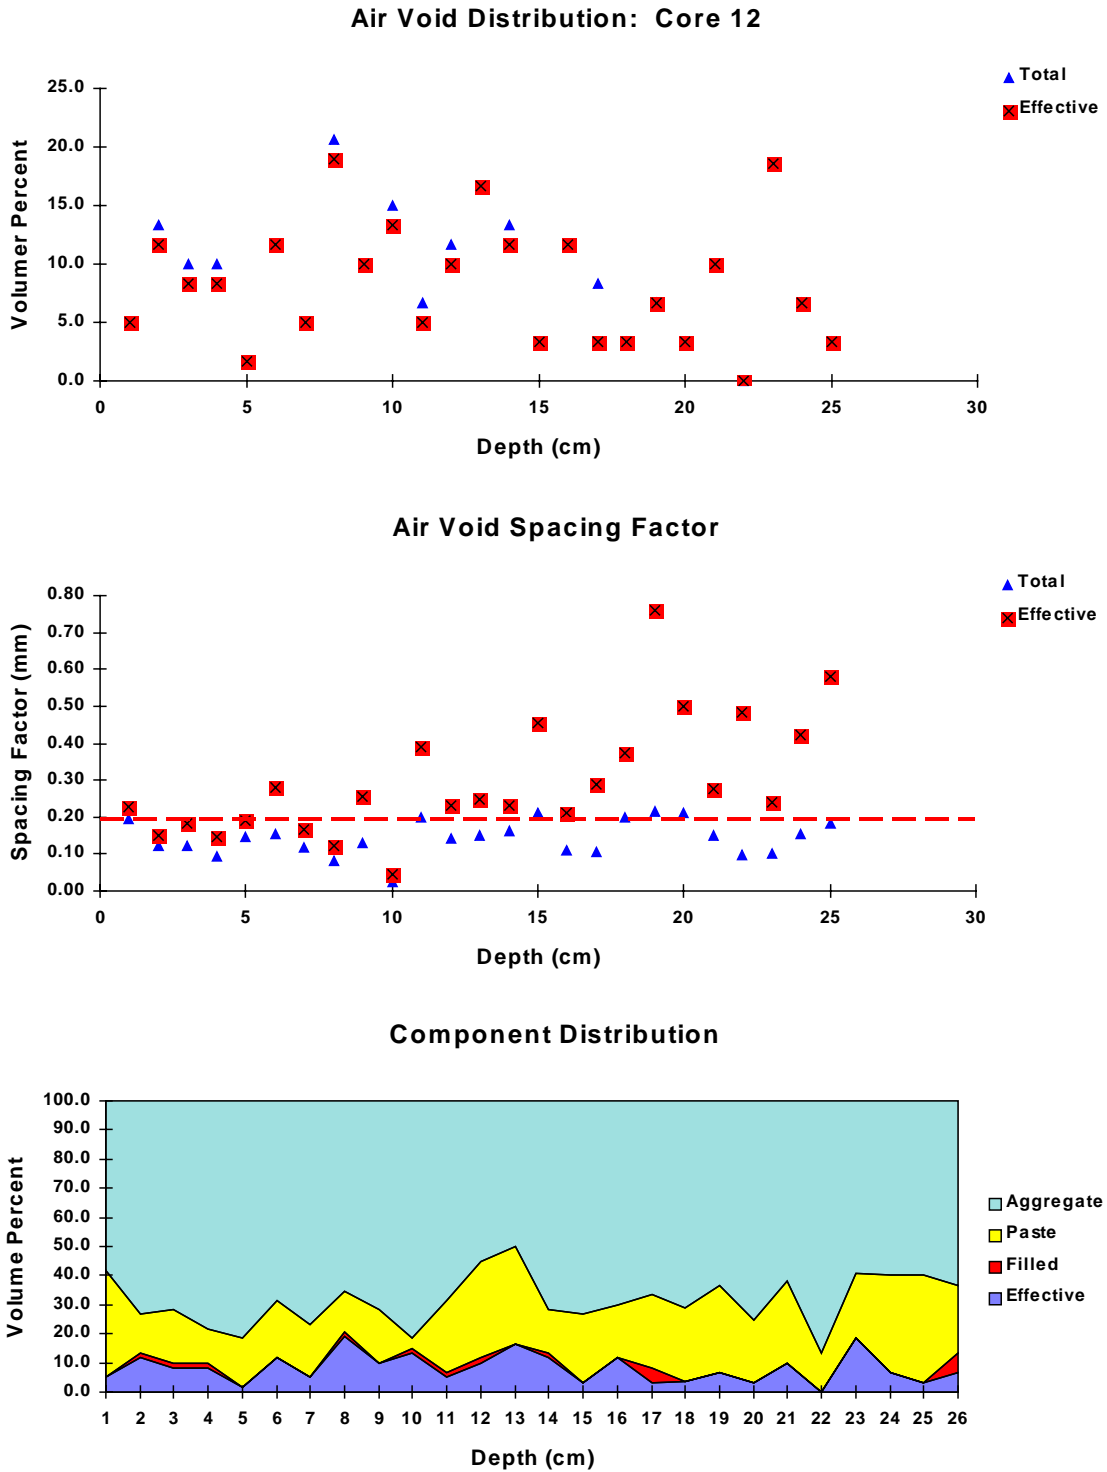 Air Void Distribution: Core 12
Total
Effective
25.0
20.0
15.0
10.0
5.0
0.0
Volumer Percent
0 5 10 15 20 25 30
Depth (cm)
Air Void Spacing Factor
Total
Effective
0.80
0.70
0.60
0.50
0.40
0.30
0.20
0.10
0.00
Spacing Factor (mm)
0 5 10 15 20 25 30
Depth (cm)
Component Distribution
100.0
90.0
80.0
70.0
60.0
50.0
40.0
30.0
20.0
10.0
0.0
Volume Percent
Aggregate
Paste
Filled
Effective
1 2 3 4 5 6 7 8 9 10 11 12 13 14 15 16 17 18 19 20 21 22 23 24 25 26
Depth (cm)